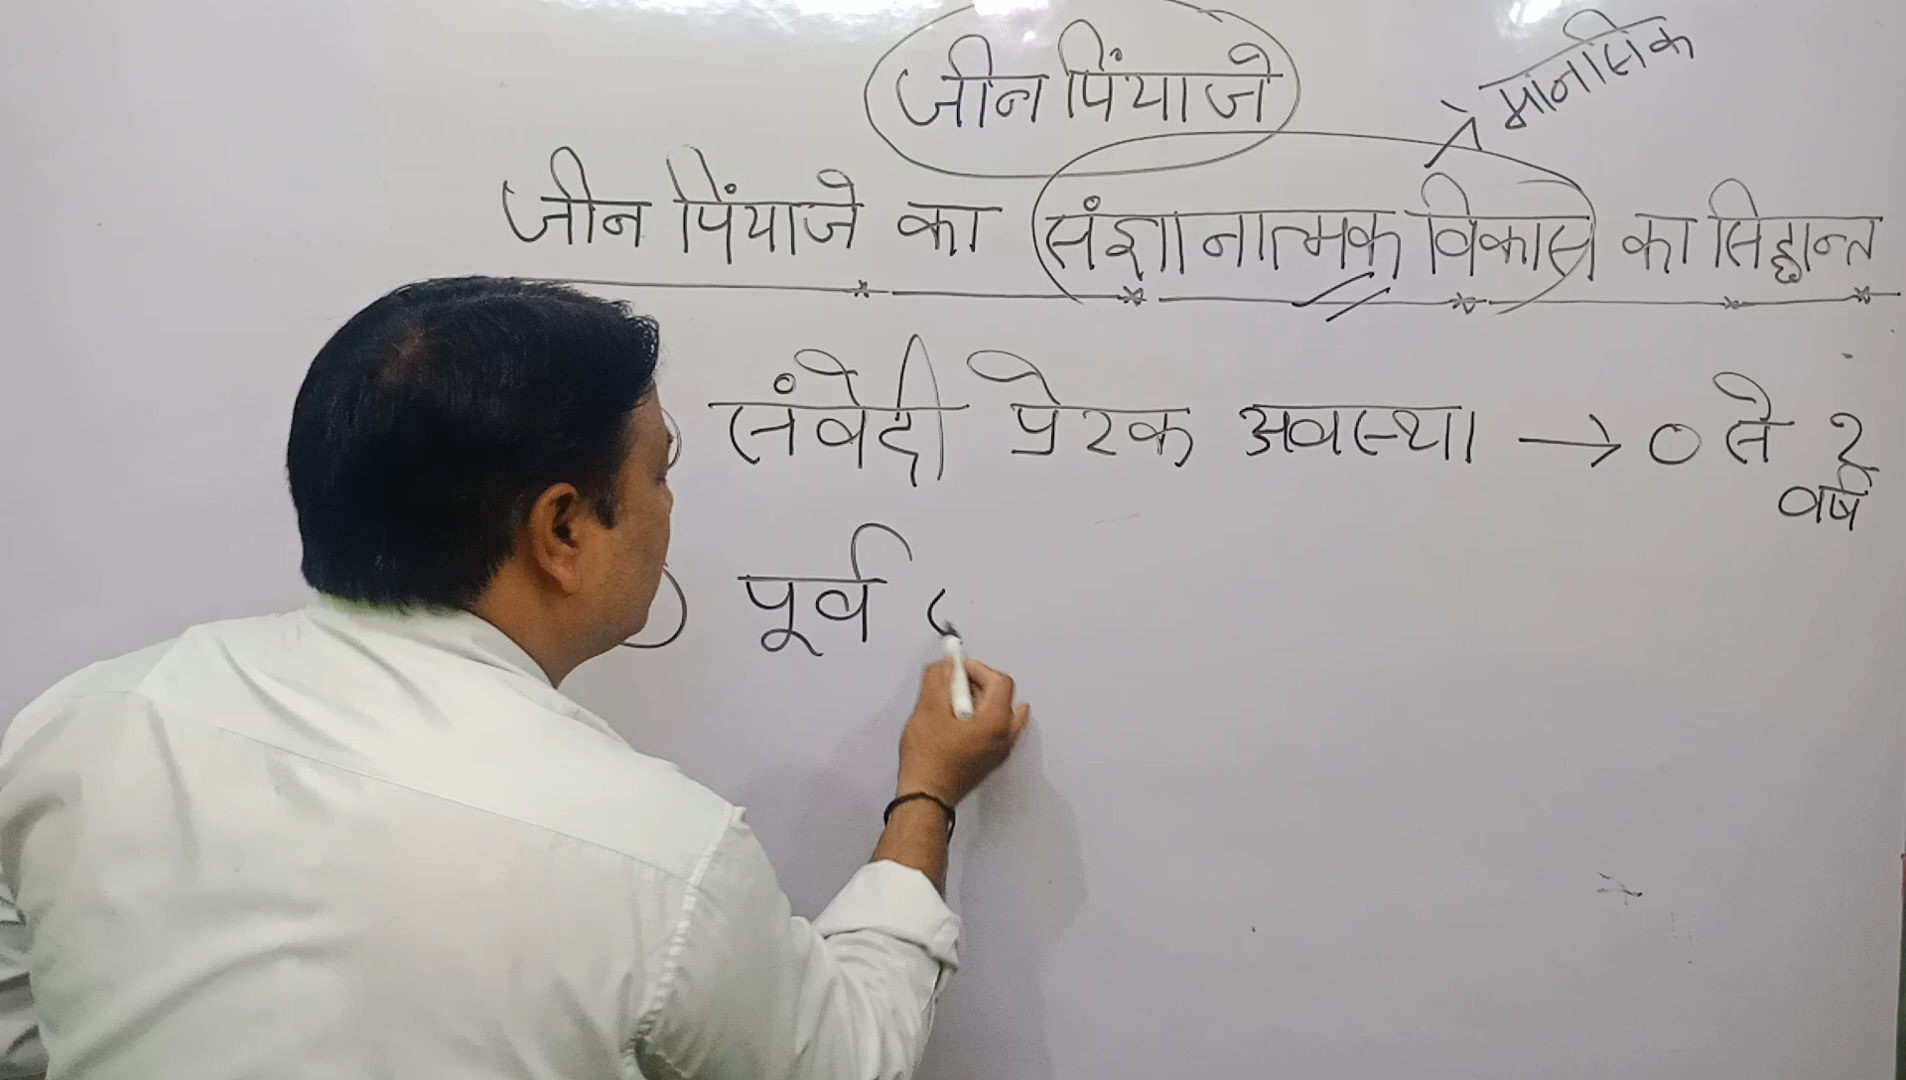 जीन पिंयाजे
मानसिक
जीन पिंयाजे का संज्ञानात्मक विकास का सिद्धान्त
संवेदी प्रेरक अवस्था → 0 से 2
वर्ष
पूर्व